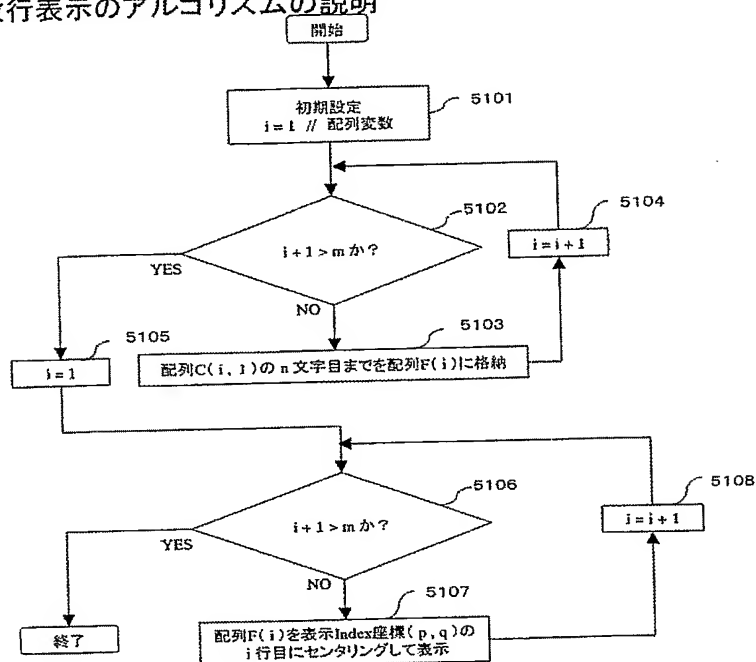 行表示のアルゴリズムの説明
開始
5101
初期設定
i=1 // 配列変数
5102
5104
i+1>mか?
i=i+1
YES
NO
5103
5105
i=1
配列C(i, 1)のn文字目までを配列F(i)に格納
5106
5108
i+1>mか?
i=i+1
YES
NO
5107
終了
配列F(i)を表示Index座標(p,q)の
i行目にセンタリングして表示